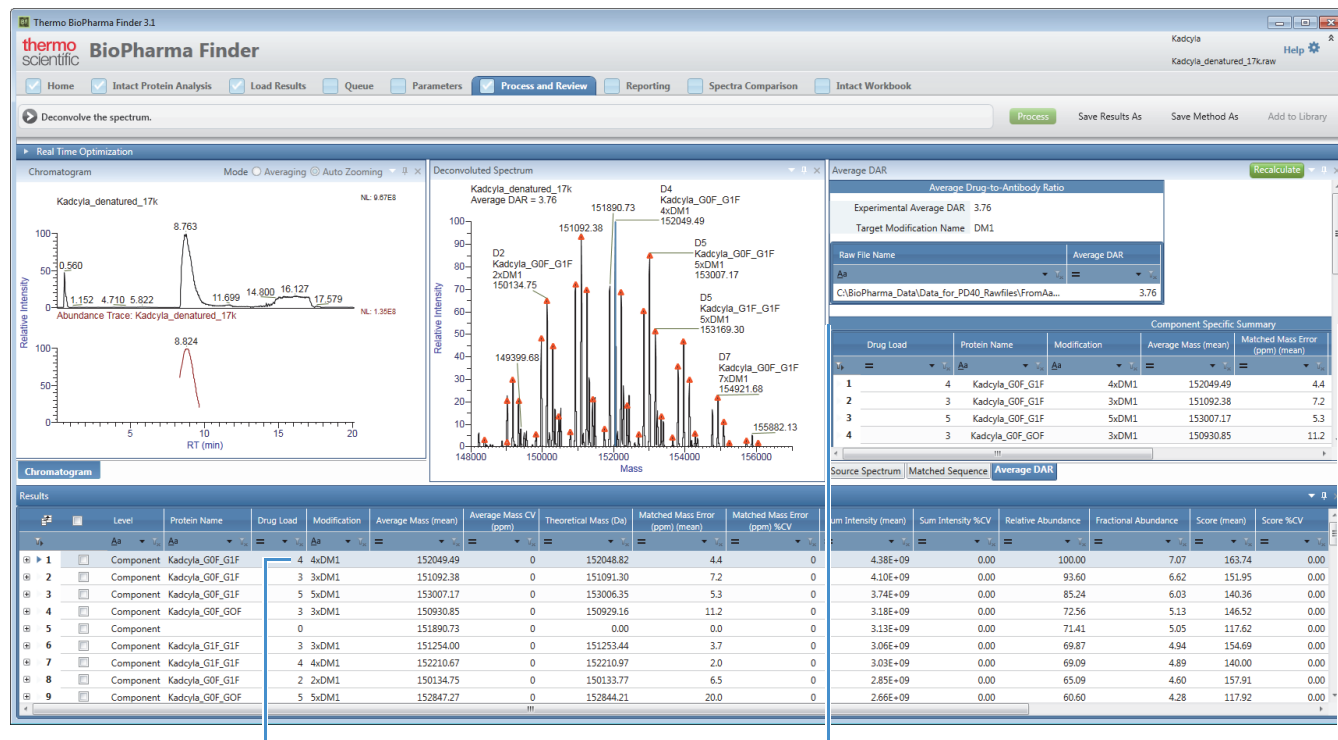 Thermo BioPharma Finder 3.1
thermo scientific BioPharma Finder
Kadcyla
Kadcyla_denatured_17k.raw
Help
Home Intact Protein Analysis Load Results Queue Parameters Process and Review Reporting Spectra Comparison Intact Workbook
Deconvolve the spectrum. Process Save Results As Save Method As Add to Library
Real Time Optimization
Chromatogram Mode Averaging Auto Zooming
Kadcyla_denatured_17k NL: 9.67E8
8.763
100
50
0.560
1.152 4.710 5.822 11.699 14.800 16.127 17.579
0
Abundance Trace: Kadcyla_denatured_17k NL: 1.35E8
8.824
100
50
0
5 10 15 20
RT (min)
Relative Intensity
Chromatogram
Deconvoluted Spectrum
Kadcyla_denatured_17k
Average DAR = 3.76
D4
Kadcyla_G0F_G1F
4xDM1
152049.49
151890.73
151092.38
D2
Kadcyla_G0F_G1F
2xDM1
150134.75
D5
Kadcyla_G0F_G1F
5xDM1
153007.17
D5
Kadcyla_G1F_G1F
5xDM1
153169.30
149399.68
D7
Kadcyla_G0F_G1F
7xDM1
154921.68
155882.13
100
90
80
70
60
50
40
30
20
10
0
148000 150000 152000 154000 156000
Mass
Relative Intensity
Average DAR Recalculate
Average Drug-to-Antibody Ratio
Experimental Average DAR 3.76
Target Modification Name DM1
Raw File Name Average DAR
Aa =
C:\BioPharma_Data\Data_for_PD40_Rawfiles\FromAa... 3.76
Component Specific Summary
Drug Load Protein Name Modification Average Mass (mean) Matched Mass Error (ppm) (mean)
= Aa Aa = =
1 4 Kadcyla_G0F_G1F 4xDM1 152049.49 4.4
2 3 Kadcyla_G0F_G1F 3xDM1 151092.38 7.2
3 5 Kadcyla_G0F_G1F 5xDM1 153007.17 5.3
4 3 Kadcyla_G0F_GOF 3xDM1 150930.85 11.2
Source Spectrum Matched Sequence Average DAR
Results
Level Protein Name Drug Load Modification Average Mass (mean) Average Mass CV (ppm) Theoretical Mass (Da) Matched Mass Error (ppm) (mean) Matched Mass Error (ppm) %CV um Intensity (mean) Sum Intensity %CV Relative Abundance Fractional Abundance Score (mean) Score %CV
Aa Aa = Aa = = = = = = = = = = =
1 Component Kadcyla_G0F_G1F 4 4xDM1 152049.49 0 152048.82 4.4 0 4.38E+09 0.00 100.00 7.07 163.74 0.00
2 Component Kadcyla_G0F_G1F 3 3xDM1 151092.38 0 151091.30 7.2 0 4.10E+09 0.00 93.60 6.62 151.95 0.00
3 Component Kadcyla_G0F_G1F 5 5xDM1 153007.17 0 153006.35 5.3 0 3.74E+09 0.00 85.24 6.03 140.36 0.00
4 Component Kadcyla_G0F_GOF 3 3xDM1 150930.85 0 150929.16 11.2 0 3.18E+09 0.00 72.56 5.13 146.52 0.00
5 Component 0 151890.73 0 0.00 0.0 0 3.13E+09 0.00 71.41 5.05 117.62 0.00
6 Component Kadcyla_G1F_G1F 3 3xDM1 151254.00 0 151253.44 3.7 0 3.06E+09 0.00 69.87 4.94 154.69 0.00
7 Component Kadcyla_G1F_G1F 4 4xDM1 152210.67 0 152210.97 2.0 0 3.03E+09 0.00 69.09 4.89 140.00 0.00
8 Component Kadcyla_G0F_G1F 2 2xDM1 150134.75 0 150133.77 6.5 0 2.85E+09 0.00 65.09 4.60 157.91 0.00
9 Component Kadcyla_G0F_GOF 5 5xDM1 152847.27 0 152844.21 20.0 0 2.66E+09 0.00 60.60 4.28 117.92 0.00